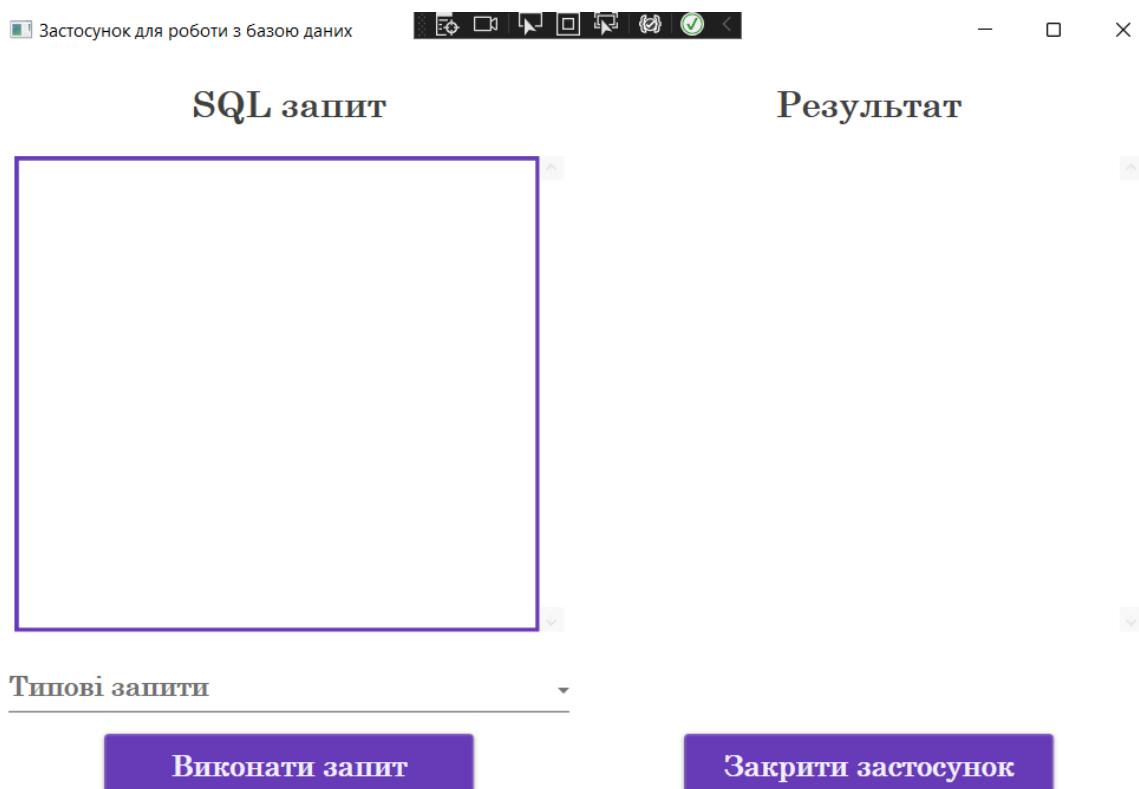 Застосунок для роботи з базою даних
SQL запит
Результат
Типові запити
Виконати запит
Закрити застосунок